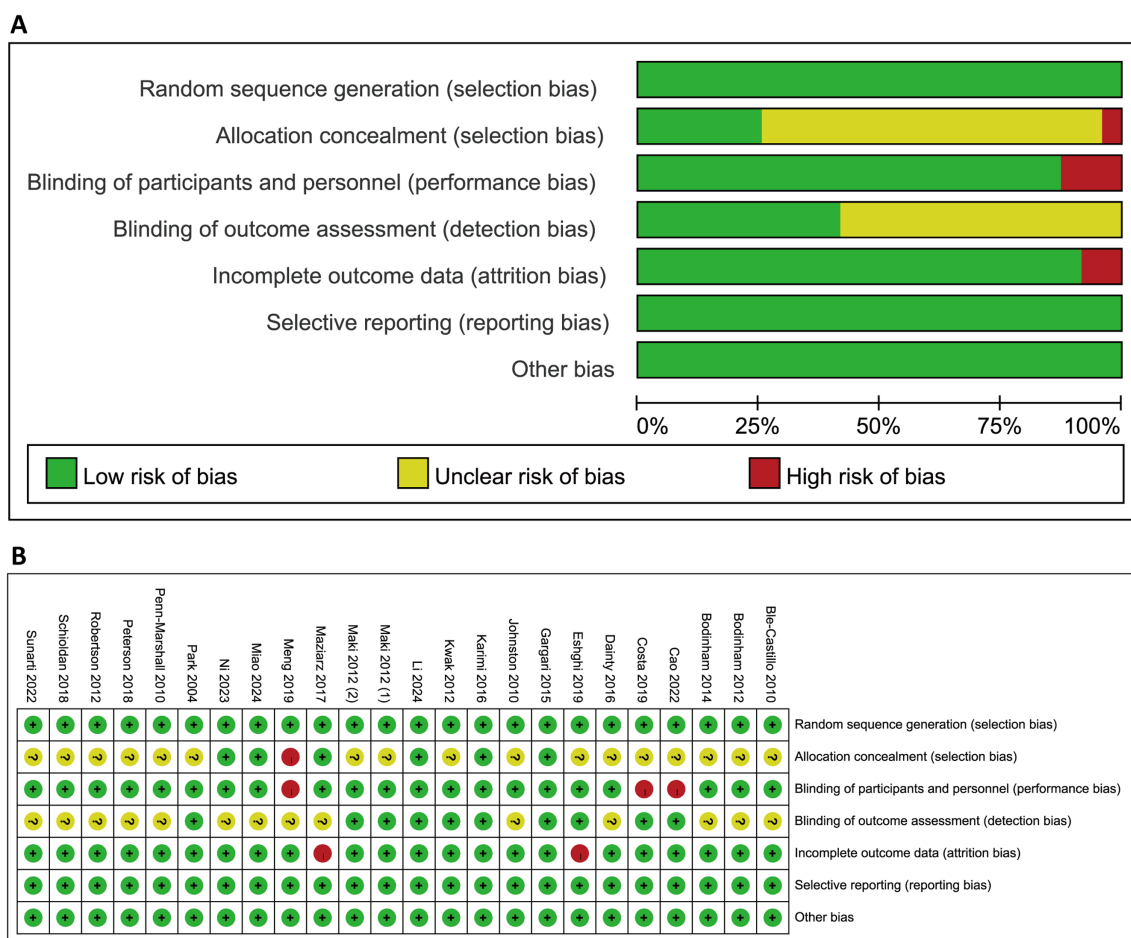 A
Random sequence generation (selection bias)
Allocation concealment (selection bias)
Blinding of participants and personnel (performance bias)
Blinding of outcome assessment (detection bias)
Incomplete outcome data (attrition bias)
Selective reporting (reporting bias)
Other bias
0% 25% 50% 75% 100%
Low risk of bias Unclear risk of bias High risk of bias
B
Sunarti 2022
Schioldan 2018
Robertson 2012
Peterson 2018
Penn-Marshall 2010
Park 2004
Ni 2023
Miao 2024
Meng 2019
Maziarz 2017
Maki 2012 (2)
Maki 2012 (1)
Li 2024
Kwak 2012
Karimi 2016
Johnston 2010
Gargari 2015
Eshghi 2019
Dainty 2016
Costa 2019
Cao 2022
Bodinham 2014
Bodinham 2012
Ble-Castillo 2010
+ + + + + + + + + + + + + + + + + + + + + + + + Random sequence generation (selection bias)
? ? ? ? ? ? + + - + ? ? + ? + ? + ? ? ? ? ? ? ? Allocation concealment (selection bias)
+ + + + + + + + - + + + + + + + + + + - - + + + Blinding of participants and personnel (performance bias)
? ? ? ? ? + ? ? ? ? + + + + + ? + + ? + + ? ? ? Blinding of outcome assessment (detection bias)
+ + + + + + + + + - + + + + + + + - + + + + + + Incomplete outcome data (attrition bias)
+ + + + + + + + + + + + + + + + + + + + + + + + Selective reporting (reporting bias)
+ + + + + + + + + + + + + + + + + + + + + + + + Other bias